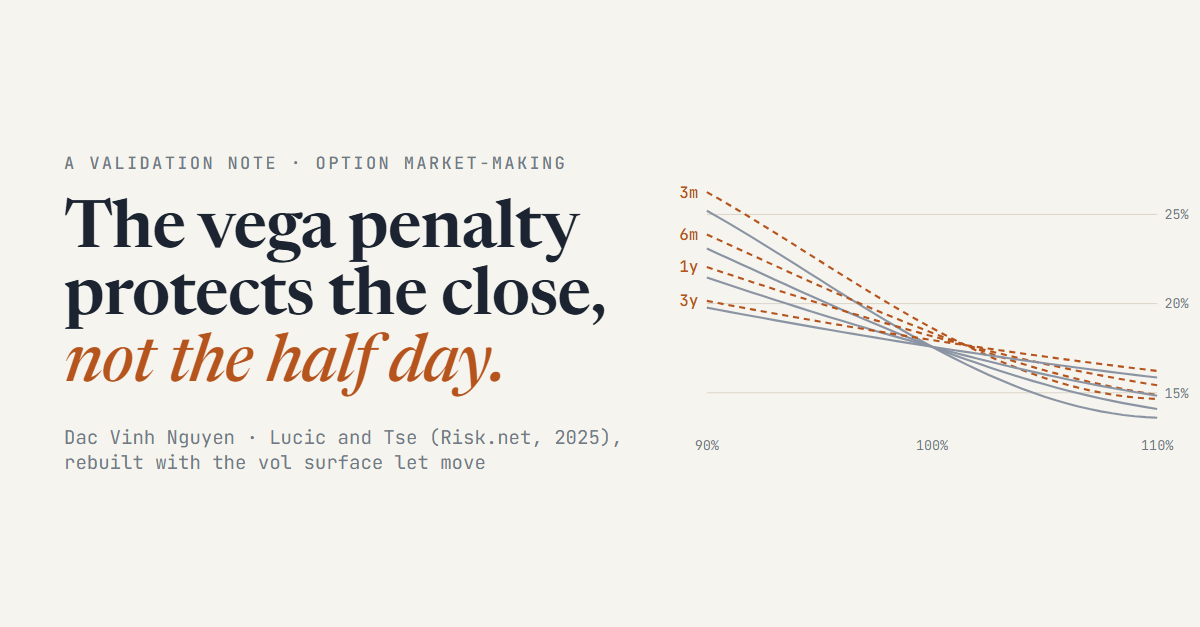 A VALIDATION NOTE · OPTION MARKET-MAKING
The vega penalty
protects the close,
not the half day.
Dac Vinh Nguyen · Lucic and Tse (Risk.net, 2025),
rebuilt with the vol surface let move
3m
6m
1y
3y
25%
20%
15%
90%
100%
110%